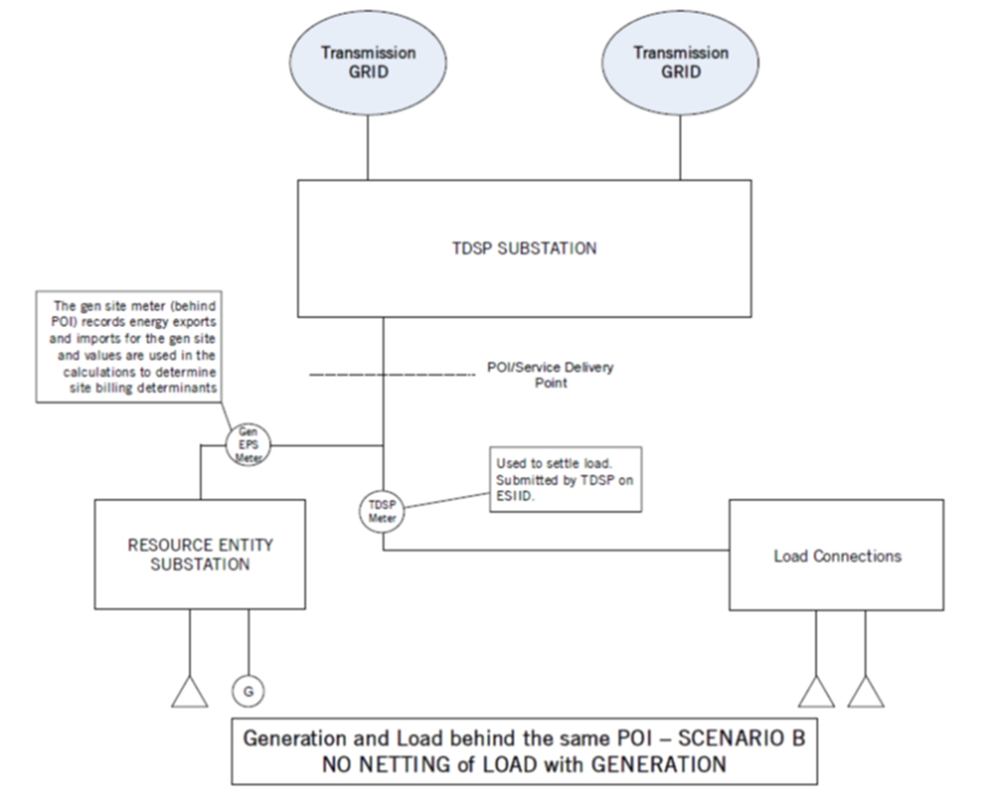 Transmission
GRID
Transmission
GRID
TDSP SUBSTATION
The gen site meter (behind
POI) records energy exports
and imports for the gen site
and values are used in the
calculations to determine
site billing determinants
POI/Service Delivery
Point
Gen
EPS
Meter
Used to settle load.
Submitted by TDSP on
ESIID.
TDSP
Meter
RESOURCE ENTITY
SUBSTATION
Load Connections
G
Generation and Load behind the same POI – SCENARIO B
NO NETTING of LOAD with GENERATION